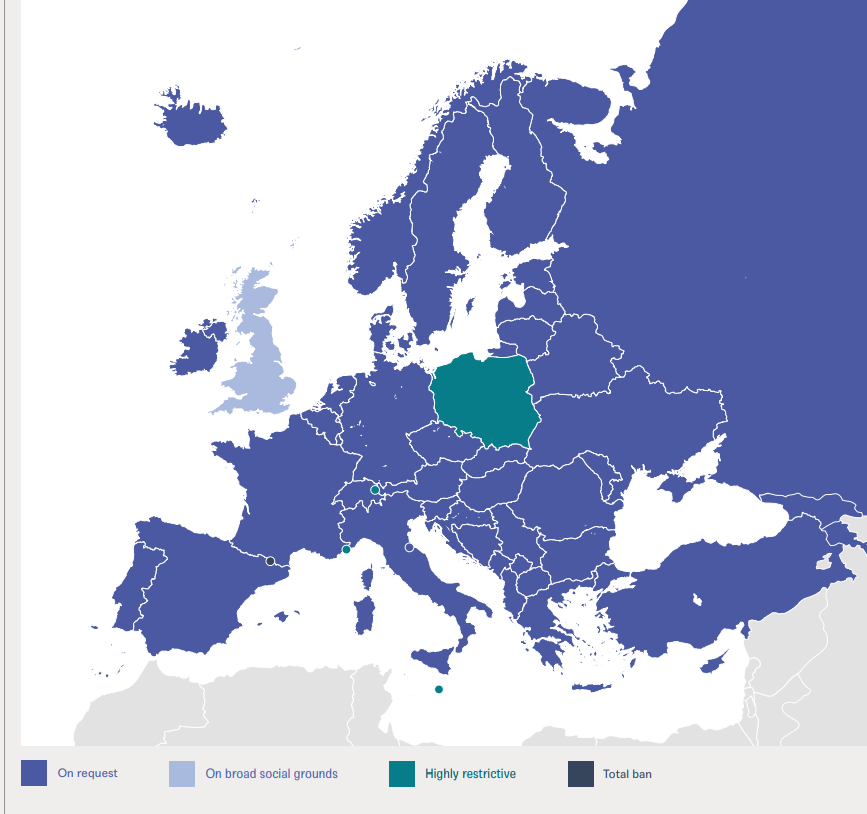 On request
On broad social grounds
Highly restrictive
Total ban